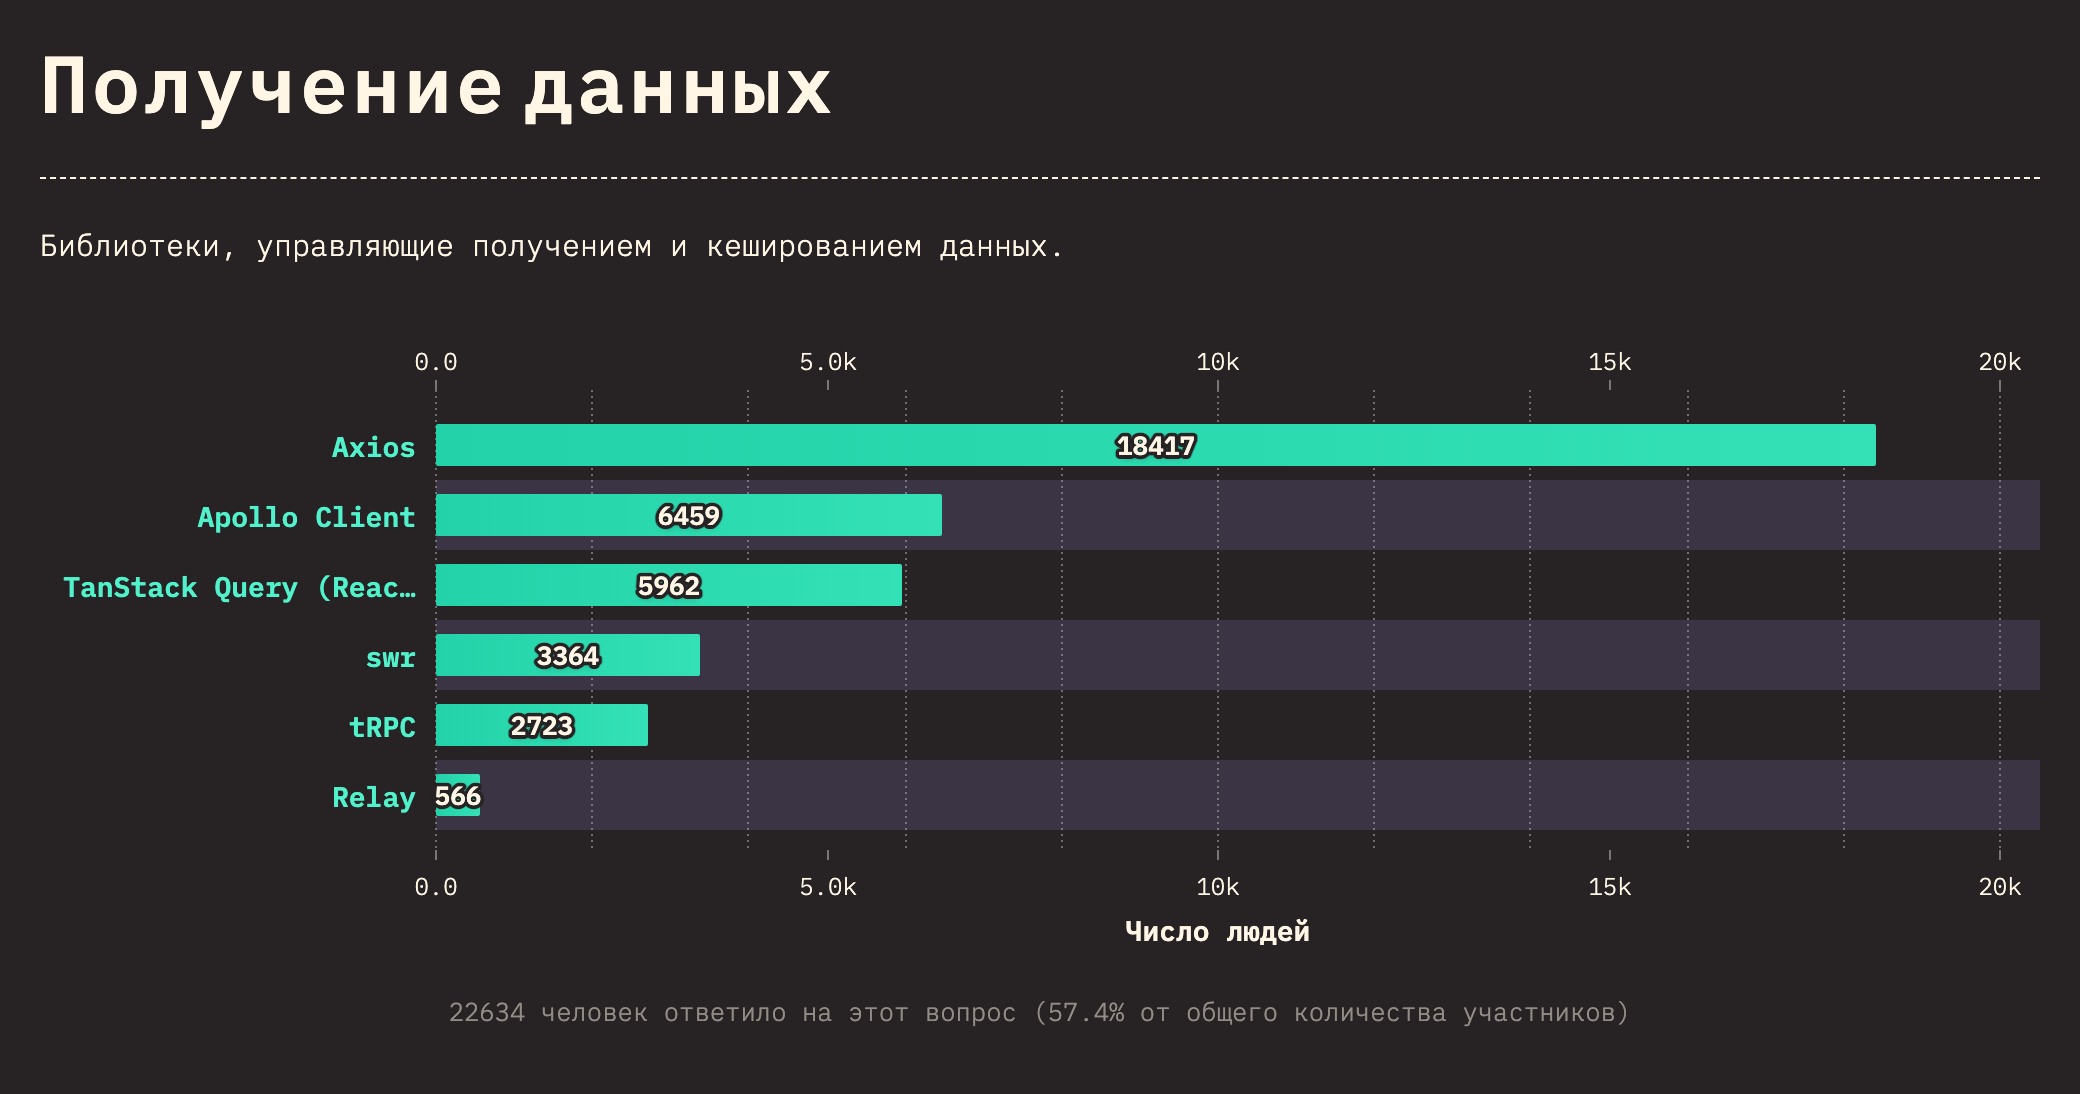 Получение данных
Библиотеки, управляющие получением и кешированием данных.
0.0 5.0k 10k 15k 20k
Axios 18417
Apollo Client 6459
TanStack Query (Reac… 5962
swr 3364
tRPC 2723
Relay 566
0.0 5.0k 10k 15k 20k
Число людей
22634 человек ответило на этот вопрос (57.4% от общего количества участников)